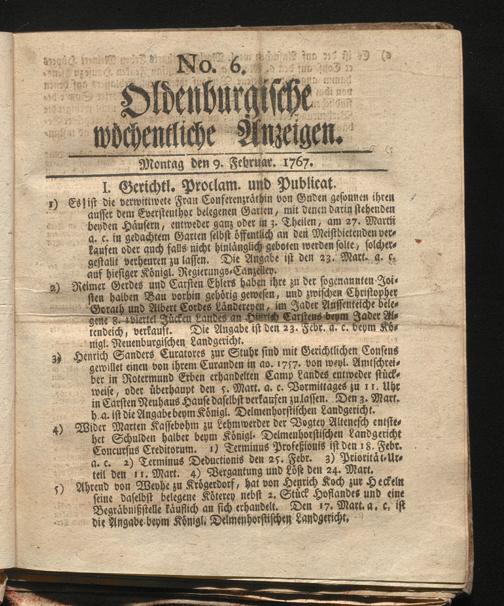 No. 6.
Oldenburgische
wöchentliche Anzeigen.
Montag den 9. Februar. 1767.
I. Gerichtl. Proclam. und Publicat.
1) Es ist die verwittwete Frau Conferenzräthin von Guden gesonnen ihren
ausser dem Everstenthor belegenen Garten, mit denen darin stehenden
beyden Häusern, entweder ganz oder in 3. Theilen, am 27. Martii
a. c. in gedachtem Garten selbst öffentlich an den Meistbietenden ver-
kaufen oder auch falls nicht hinlänglich geboten werden solte, solcher-
gestalt verheuren zu lassen. Die Angabe ist den 23. Mart. a. c.
auf hiesiger Königl. Regierungs-Canzelley.
2) Reimer Gerdes und Carsten Ehlers haben ihre zu der sogenannten Joi-
sten halben Bau vorhin gehörig gewesen, und zwischen Christopher
Gorath und Albert Cordes Ländereyen, im Jader Aussenteiche bele-
gene 8. Jücken Landes an Hinrich Carstens beym Jader Al-
tendeich, verkauft. Die Angabe ist den 23. Febr. a. c. beym Kö-
nigl. Neuenburgischen Landgericht.
3) Henrich Sanders Curatores zur Stuhr sind mit Gerichtlichen Consens
gewillet einen von ihrem Curanden in ao. 1757. von weyl. Amtschrei-
ber in Rotermund Erben erhandelten Camp Landes entweder stück-
weise, oder überhaupt den 5. Mart. a. c. Vormittages zu 11 Uhr
in Carsten Neuhaus Hause daselbst verkaufen zu lassen. Den 3. Mart.
h. a. ist die Angabe beym Königl. Delmenhorstischen Landgericht.
4) Wider Marten Kassebohm zu Lehmwerder der Vogtey Altenesch entste-
het Schulden halber beym Königl. Delmenhorstischen Landgericht
Concursus Creditorum. 1) Terminus Profeßionis ist den 18. Febr.
a. c. 2) Terminus Deductionis den 25. Febr. 3) Prioritäts-Ur-
teil den 11. Mart. 4) Vergantung und Löse den 24. Mart.
5) Ahrend von Weyhe zu Krögerdorf, hat von Henrich Koch zur Heckeln
seine daselbst belegene Köterey nebst 2. Stück Hoflandes und eine
Begräbnißstelle käuflich an sich erhandelt. Den 17. Mart. a. c. ist
die Angabe beym Königl. Delmenhorstischen Landgericht.